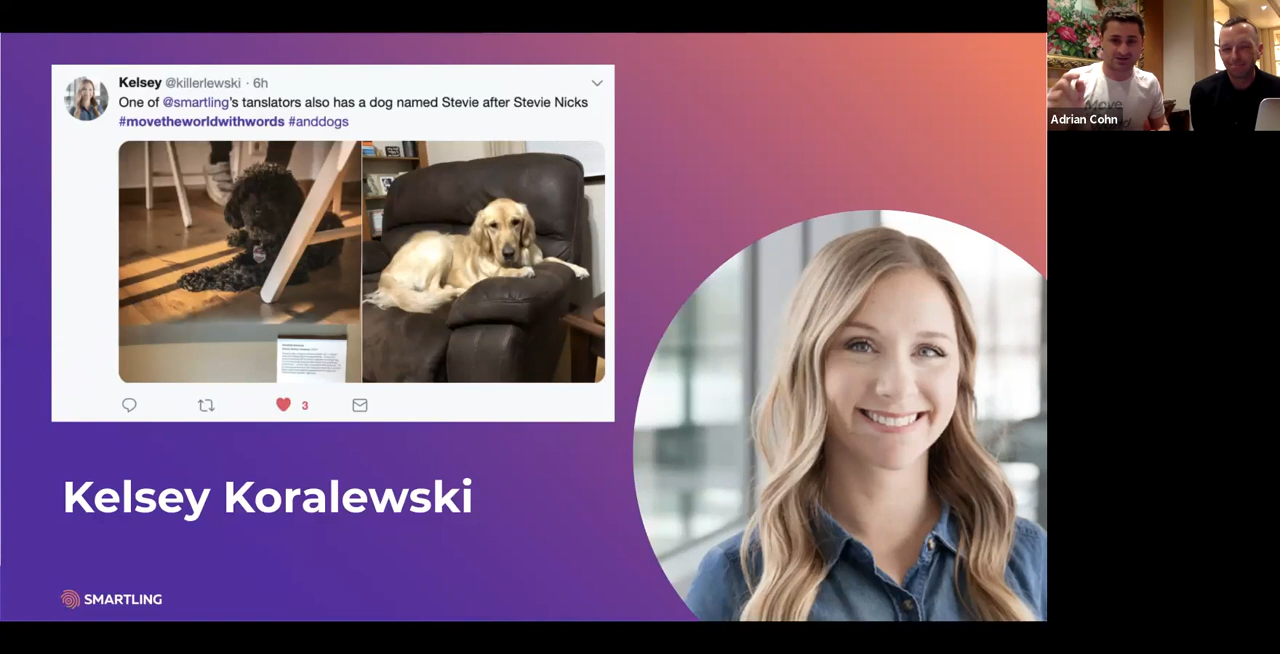 Kelsey @killerlewski · 6h
One of @smartling's tanslators also has a dog named Stevie after Stevie Nicks
#movetheworldwithwords #anddogs
3
Kelsey Koralewski
SMARTLING
Move
Adrian Cohn